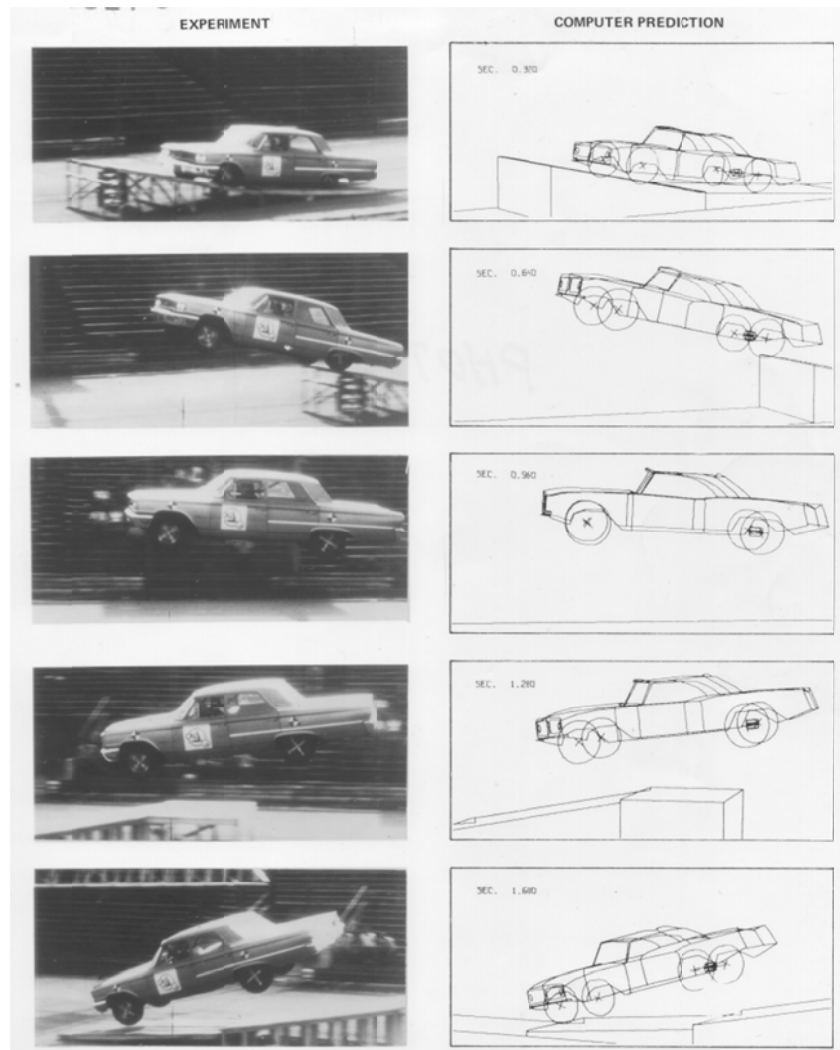 EXPERIMENT
COMPUTER PREDICTION
SEC. 0.320
SEC. 0.640
SEC. 0.960
SEC. 1.280
SEC. 1.600